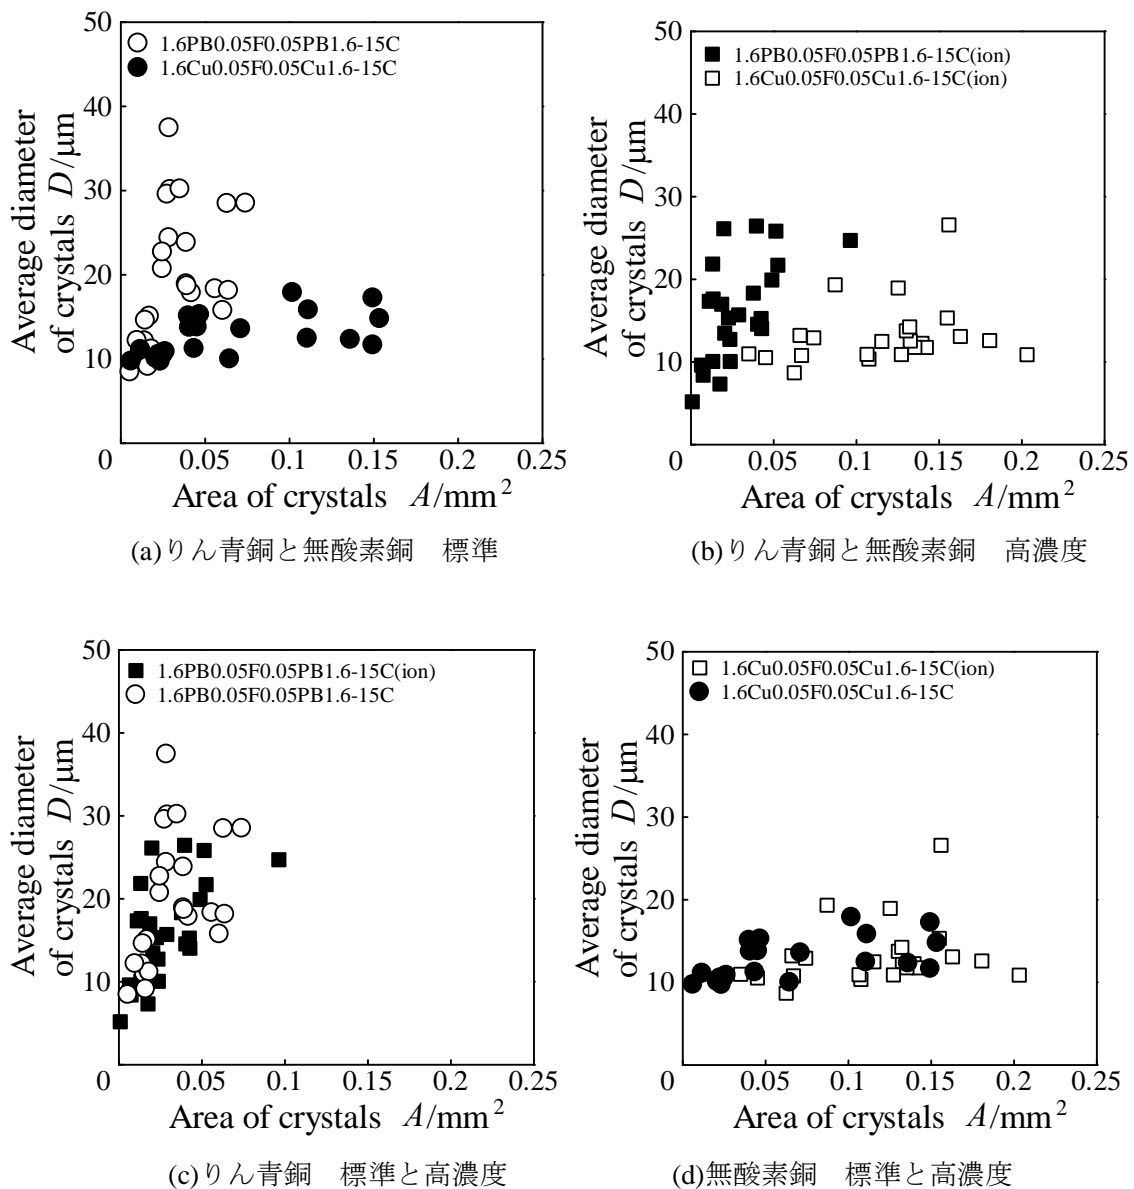 50
40
30
20
10
0
0.05
0.1
0.15
0.2
0.25
1.6PB0.05F0.05PB1.6-15C
1.6Cu0.05F0.05Cu1.6-15C
Average diameter
of crystals D/μm
Area of crystals A/mm²
(a)りん青銅と無酸素銅　標準
50
40
30
20
10
0
0.05
0.1
0.15
0.2
0.25
1.6PB0.05F0.05PB1.6-15C(ion)
1.6Cu0.05F0.05Cu1.6-15C(ion)
Average diameter
of crystals D/μm
Area of crystals A/mm²
(b)りん青銅と無酸素銅　高濃度
50
40
30
20
10
0
0.05
0.1
0.15
0.2
0.25
1.6PB0.05F0.05PB1.6-15C(ion)
1.6PB0.05F0.05PB1.6-15C
Average diameter
of crystals D/μm
Area of crystals A/mm²
(c)りん青銅　標準と高濃度
50
40
30
20
10
0
0.05
0.1
0.15
0.2
0.25
1.6Cu0.05F0.05Cu1.6-15C(ion)
1.6Cu0.05F0.05Cu1.6-15C
Average diameter
of crystals D/μm
Area of crystals A/mm²
(d)無酸素銅　標準と高濃度